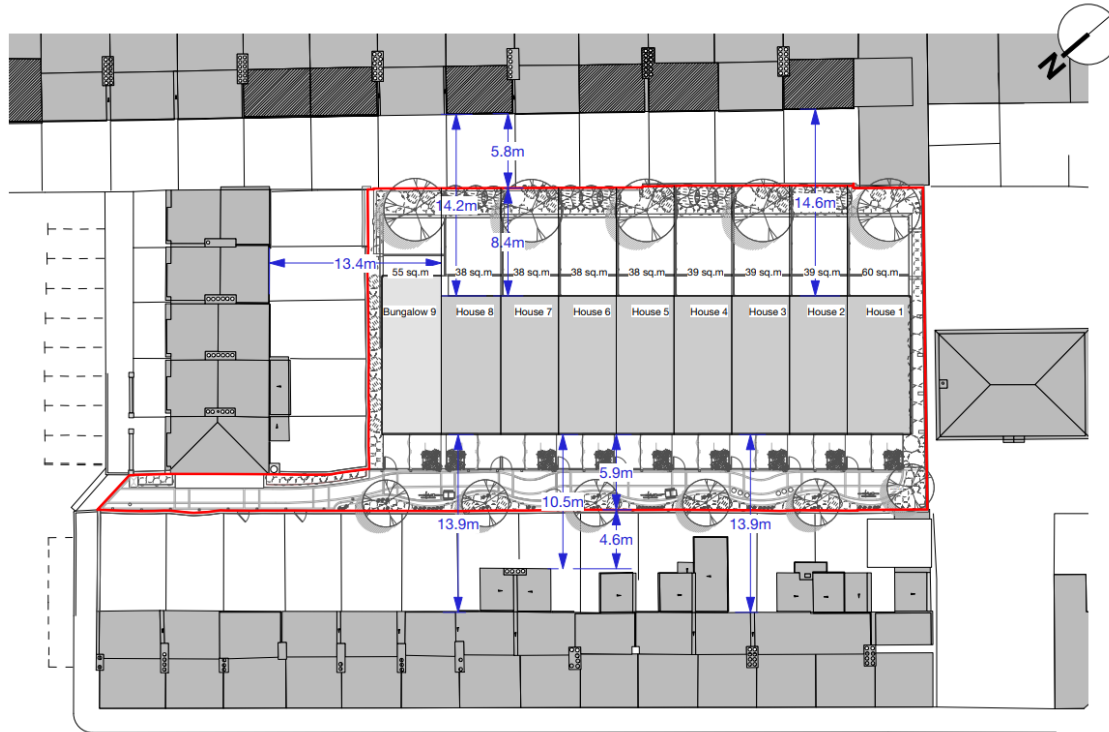 N
5.8m
14.2m
14.6m
8.4m
13.4m
55 sq.m
38 sq.m
38 sq.m
38 sq.m
38 sq.m
39 sq.m
39 sq.m
39 sq.m
60 sq.m
Bungalow 9
House 8
House 7
House 6
House 5
House 4
House 3
House 2
House 1
5.9m
10.5m
13.9m
13.9m
4.6m